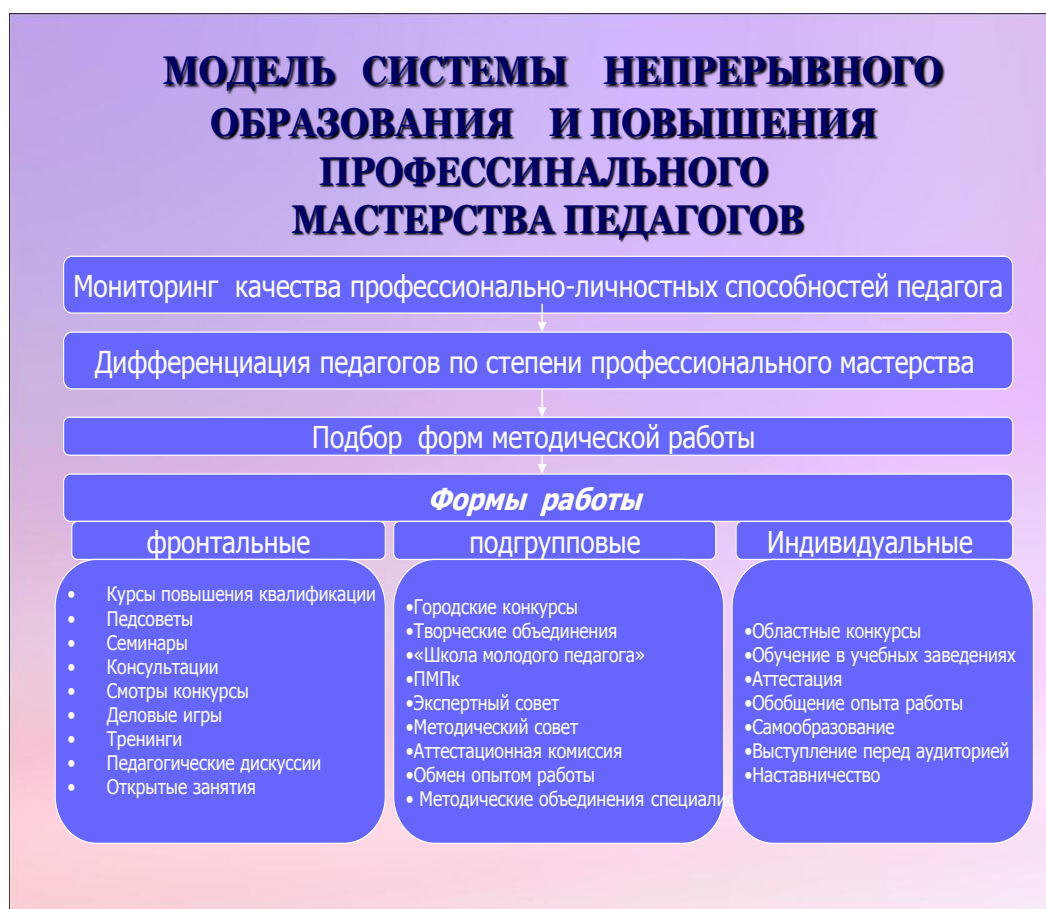 МОДЕЛЬ СИСТЕМЫ НЕПРЕРЫВНОГО
ОБРАЗОВАНИЯ И ПОВЫШЕНИЯ
ПРОФЕССИНАЛЬНОГО
МАСТЕРСТВА ПЕДАГОГОВ
Мониторинг качества профессионально-личностных способностей педагога
Дифференциация педагогов по степени профессионального мастерства
Подбор форм методической работы
Формы работы
фронтальные
• Курсы повышения квалификации
• Педсоветы
• Семинары
• Консультации
• Смотры конкурсы
• Деловые игры
• Тренинги
• Педагогические дискуссии
• Открытые занятия
подгрупповые
•Городские конкурсы
•Творческие объединения
•«Школа молодого педагога»
•ПМПк
•Экспертный совет
•Методический совет
•Аттестационная комиссия
•Обмен опытом работы
• Методические объединения
Индивидуальные
•Областные конкурсы
•Обучение в учебных заведениях
•Аттестация
•Обобщение опыта работы
•Самообразование
•Выступление перед аудиторией
•Наставничество